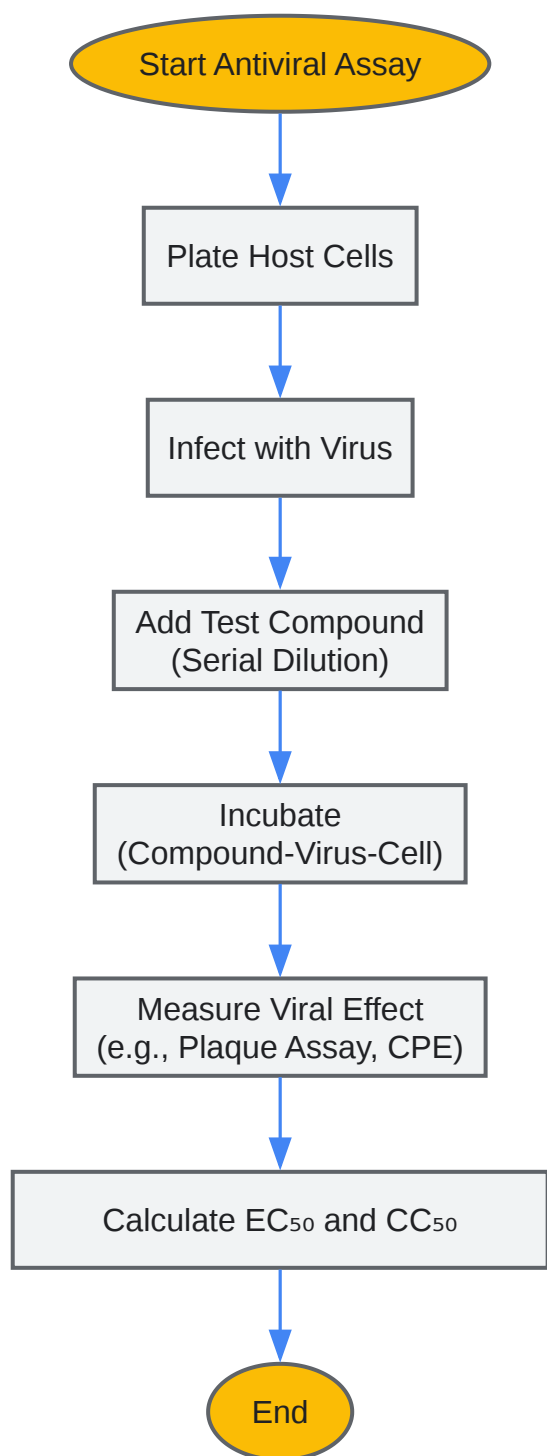 Start Antiviral Assay
Plate Host Cells
Infect with Virus
Add Test Compound
(Serial Dilution)
Incubate
(Compound-Virus-Cell)
Measure Viral Effect
(e.g., Plaque Assay, CPE)
Calculate EC₅₀ and CC₅₀
End